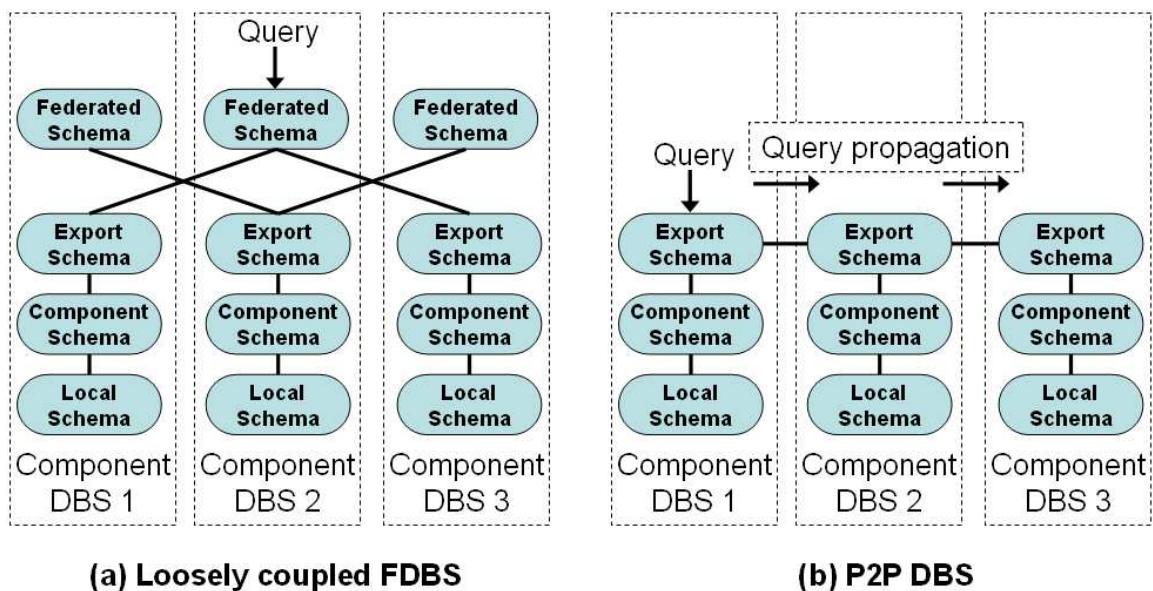 Query
Federated
Schema
Federated
Schema
Federated
Schema
Export
Schema
Export
Schema
Export
Schema
Component
Schema
Component
Schema
Component
Schema
Local
Schema
Local
Schema
Local
Schema
Component
DBS 1
Component
DBS 2
Component
DBS 3
(a) Loosely coupled FDBS
Query
Query propagation
Export
Schema
Export
Schema
Export
Schema
Component
Schema
Component
Schema
Component
Schema
Local
Schema
Local
Schema
Local
Schema
Component
DBS 1
Component
DBS 2
Component
DBS 3
(b) P2P DBS